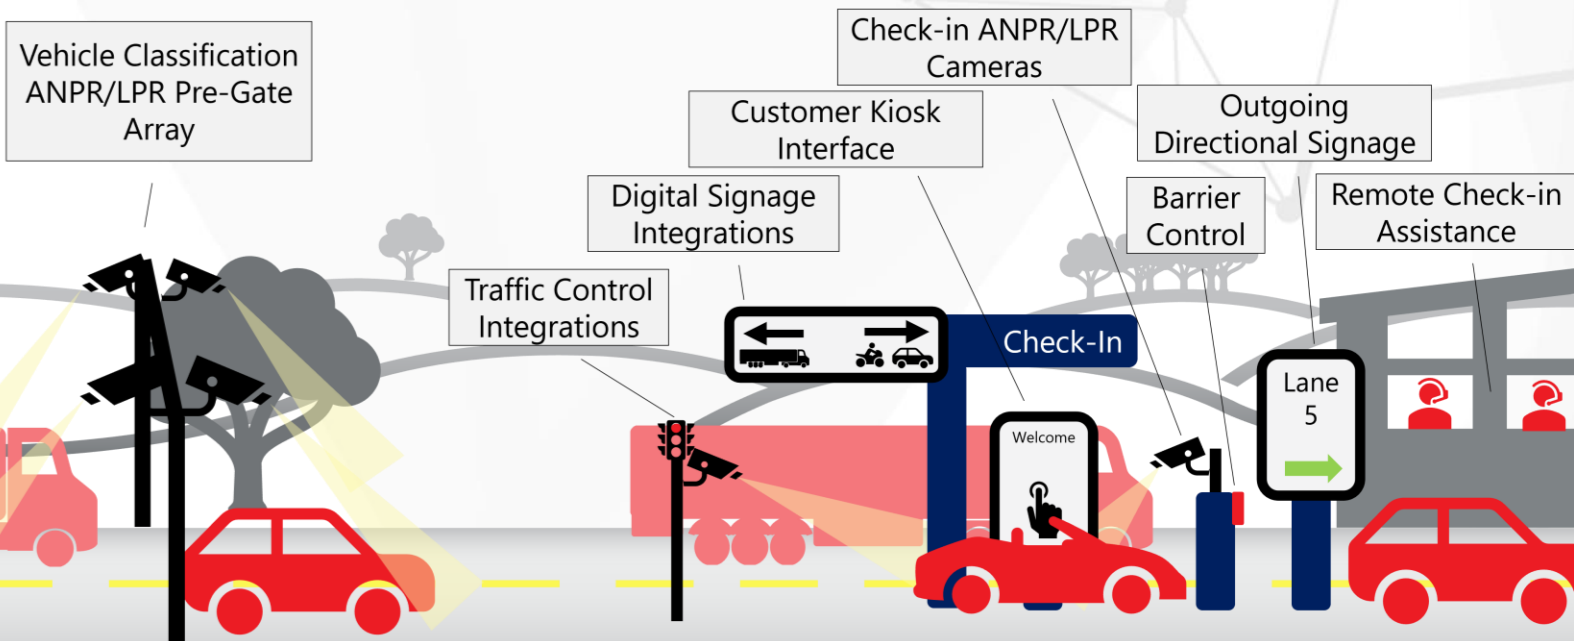 Vehicle Classification
ANPR/LPR Pre-Gate
Array
Traffic Control
Integrations
Digital Signage
Integrations
Customer Kiosk
Interface
Check-in ANPR/LPR
Cameras
Barrier
Control
Outgoing
Directional Signage
Remote Check-in
Assistance
Check-In
Welcome
Lane
5